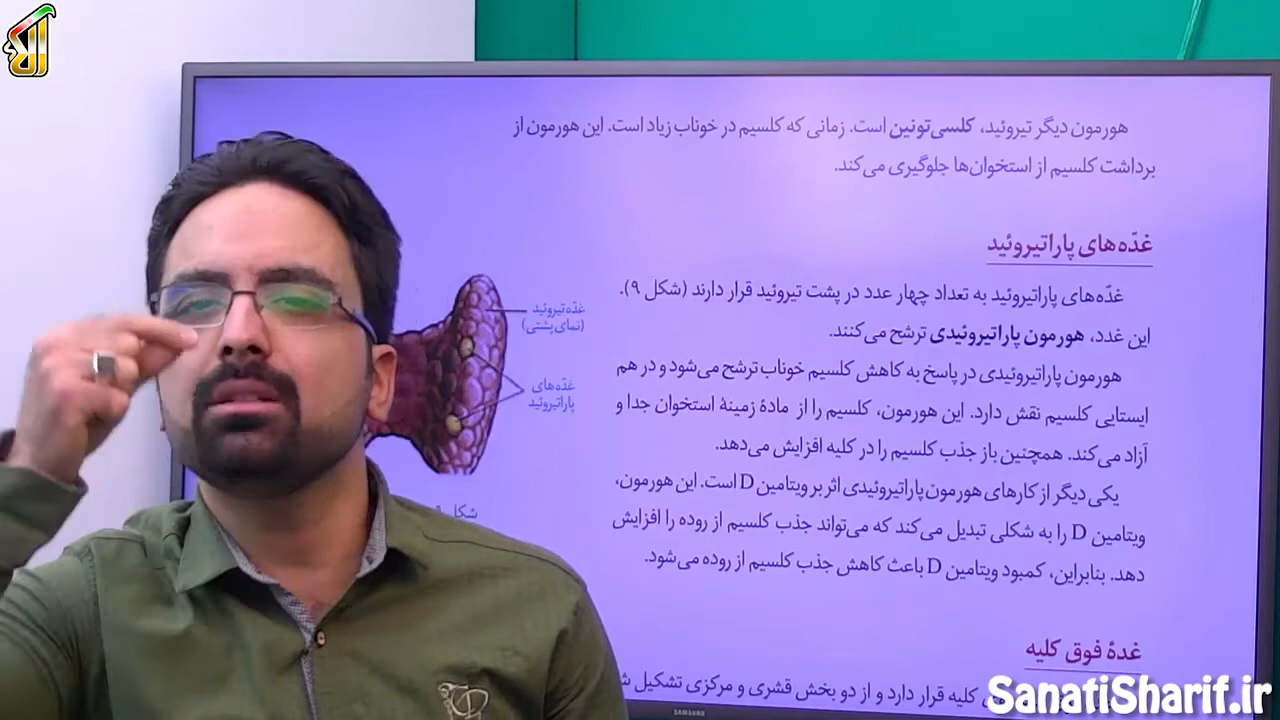 هورمون دیگر تیروئید، کلسی‌تونین است. زمانی که کلسیم در خوناب زیاد است. این هورمون از
برداشت کلسیم از استخوان‌ها جلوگیری می‌کند.
غدّه‌های پاراتیروئید
غدّه‌های پاراتیروئید به تعداد چهار عدد در پشت تیروئید قرار دارند (شکل ۹).
این غدد، هورمون پاراتیروئیدی ترشح می‌کنند.
هورمون پاراتیروئیدی در پاسخ به کاهش کلسیم خوناب ترشح می‌شود و در هم
ایستایی کلسیم نقش دارد. این هورمون، کلسیم را از مادهٔ زمینهٔ استخوان جدا و
آزاد می‌کند. همچنین باز جذب کلسیم را در کلیه افزایش می‌دهد.
یکی دیگر از کارهای هورمون پاراتیروئیدی اثر بر ویتامین D است. این هورمون،
ویتامین D را به شکلی تبدیل می‌کند که می‌تواند جذب کلسیم از روده را افزایش
دهد. بنابراین، کمبود ویتامین D باعث کاهش جذب کلسیم از روده می‌شود.
غدّه تیروئید
(نمای پشتی)
غدّه‌های
پاراتیروئید
شکل
غدهٔ فوق کلیه
کلیه قرار دارد و از دو بخش قشری و مرکزی تشکیل
SAMSUNG
SanatiSharif.ir